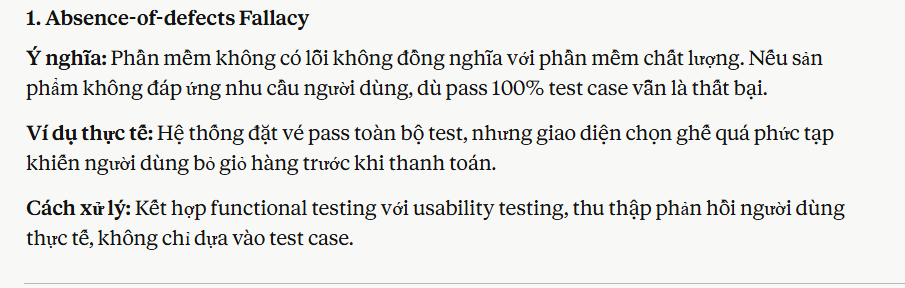 1. Absence-of-defects Fallacy
Ý nghĩa: Phần mềm không có lỗi không đồng nghĩa với phần mềm chất lượng. Nếu sản
phẩm không đáp ứng nhu cầu người dùng, dù pass 100% test case vẫn là thất bại.
Ví dụ thực tế: Hệ thống đặt vé pass toàn bộ test, nhưng giao diện chọn ghế quá phức tạp
khiến người dùng bỏ giỏ hàng trước khi thanh toán.
Cách xử lý: Kết hợp functional testing với usability testing, thu thập phản hồi người dùng
thực tế, không chỉ dựa vào test case.